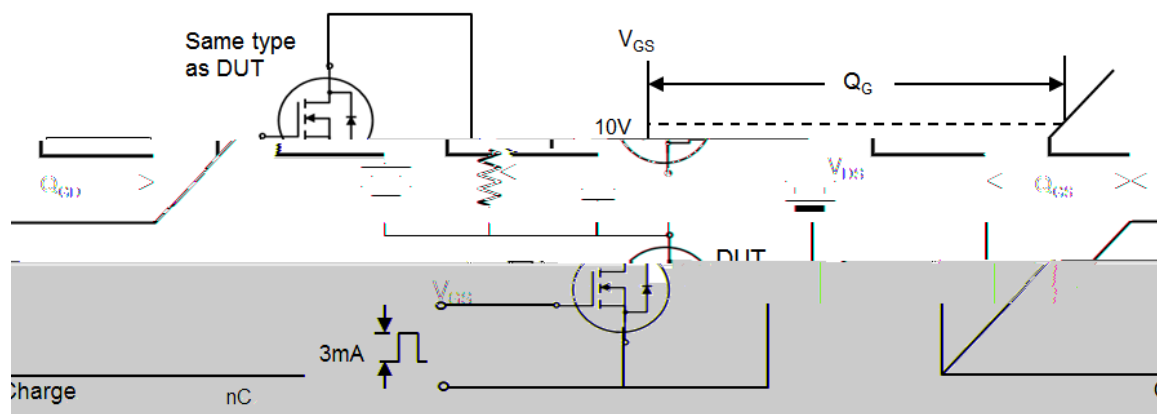 Same type
as DUT
VGS
QG
10V
QGD
VDS
QGS
DUT
VGS
3mA
Charge
nC